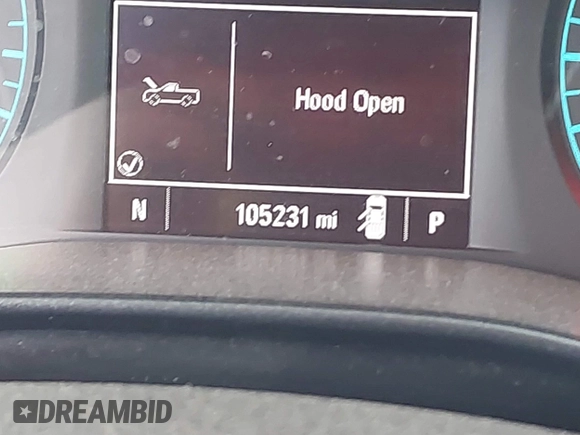 Hood Open
N 105231 mi P
DREAMBID